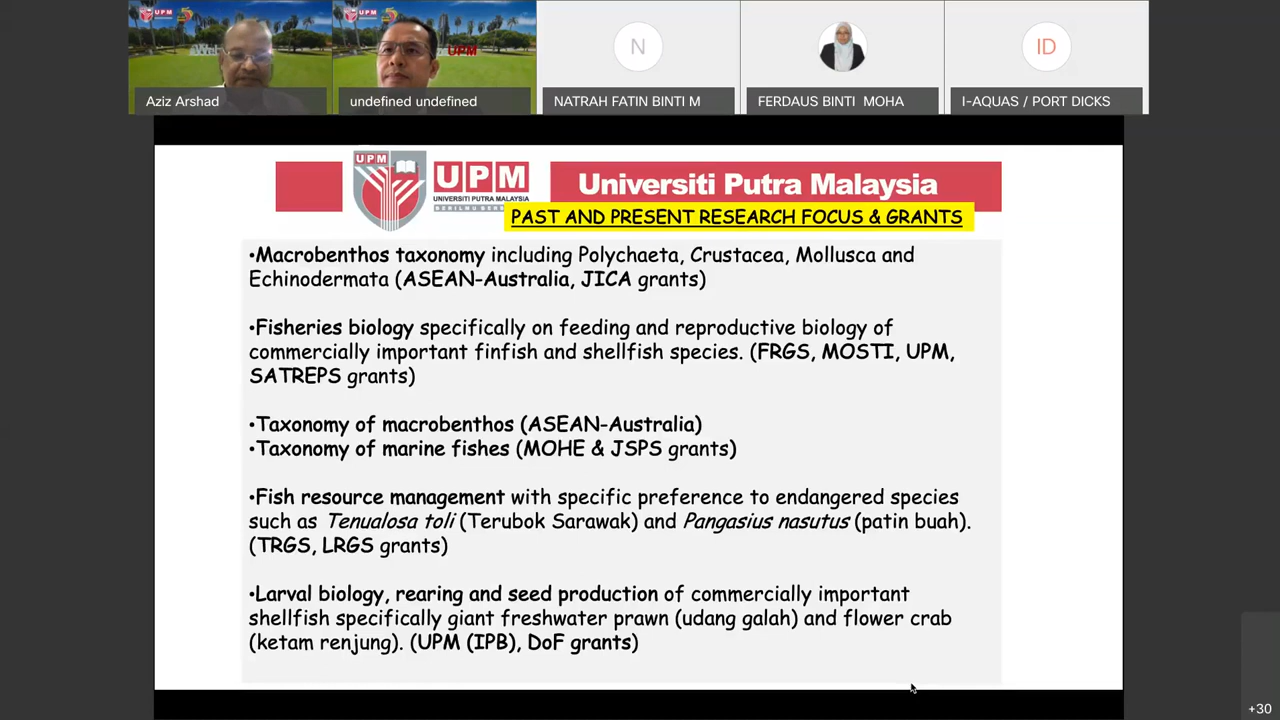 Aziz Arshad
undefined undefined
N
NATRAH FATIN BINTI M
FERDAUS BINTI MOHA
ID
I-AQUAS / PORT DICKS
UPM
UPM
UPM
UNIVERSITI PUTRA MALAYSIA
Universiti Putra Malaysia
PAST AND PRESENT RESEARCH FOCUS & GRANTS
•Macrobenthos taxonomy including Polychaeta, Crustacea, Mollusca and
Echinodermata (ASEAN-Australia, JICA grants)
•Fisheries biology specifically on feeding and reproductive biology of
commercially important finfish and shellfish species. (FRGS, MOSTI, UPM,
SATREPS grants)
•Taxonomy of macrobenthos (ASEAN-Australia)
•Taxonomy of marine fishes (MOHE & JSPS grants)
•Fish resource management with specific preference to endangered species
such as Tenualosa toli (Terubok Sarawak) and Pangasius nasutus (patin buah).
(TRGS, LRGS grants)
•Larval biology, rearing and seed production of commercially important
shellfish specifically giant freshwater prawn (udang galah) and flower crab
(ketam renjung). (UPM (IPB), DoF grants)
+30